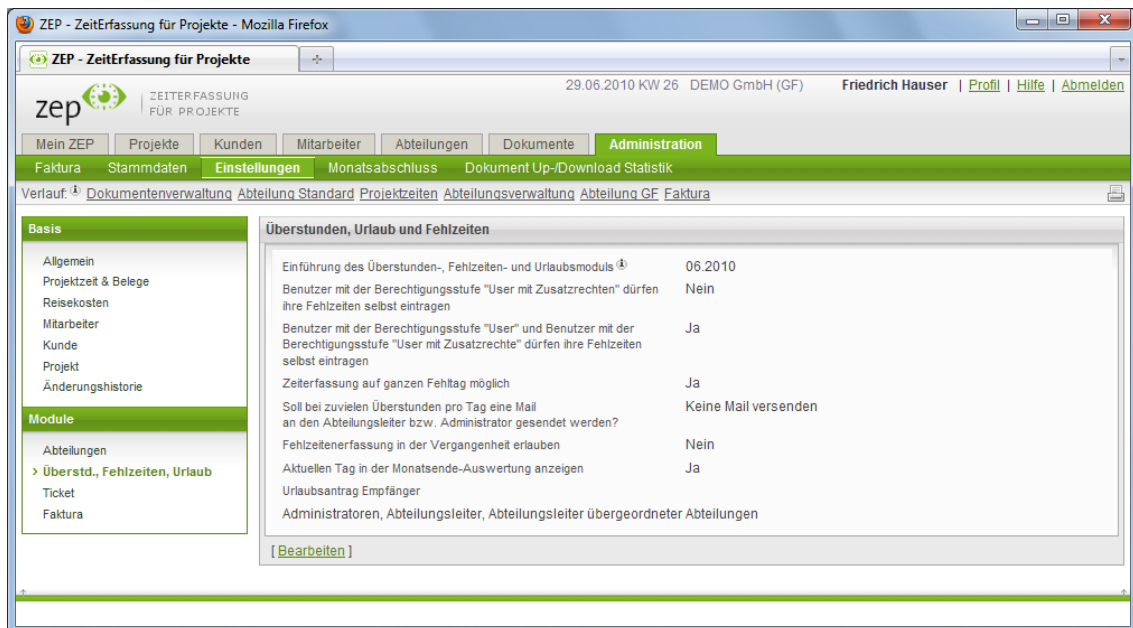 ZEP - ZeitErfassung für Projekte - Mozilla Firefox
ZEP - ZeitErfassung für Projekte
29.06.2010 KW 26 DEMO GmbH (GF) Friedrich Hauser | Profil | Hilfe | Abmelden
zep ZEITERFASSUNG
FÜR PROJEKTE
Mein ZEP Projekte Kunden Mitarbeiter Abteilungen Dokumente Administration
Faktura Stammdaten Einstellungen Monatsabschluss Dokument Up-/Download Statistik
Verlauf: Dokumentenverwaltung Abteilung Standard Projektzeiten Abteilungsverwaltung Abteilung GF Faktura
Basis
Allgemein
Projektzeit & Belege
Reisekosten
Mitarbeiter
Kunde
Projekt
Änderungshistorie
Module
Abteilungen
› Überstd., Fehlzeiten, Urlaub
Ticket
Faktura
Überstunden, Urlaub und Fehlzeiten
Einführung des Überstunden-, Fehlzeiten- und Urlaubsmoduls 06.2010
Benutzer mit der Berechtigungsstufe "User mit Zusatzrechten" dürfen Nein
ihre Fehlzeiten selbst eintragen
Benutzer mit der Berechtigungsstufe "User" und Benutzer mit der Ja
Berechtigungsstufe "User mit Zusatzrechte" dürfen ihre Fehlzeiten
selbst eintragen
Zeiterfassung auf ganzen Fehltag möglich Ja
Soll bei zuvielen Überstunden pro Tag eine Mail Keine Mail versenden
an den Abteilungsleiter bzw. Administrator gesendet werden?
Fehlzeitenerfassung in der Vergangenheit erlauben Nein
Aktuellen Tag in der Monatsende-Auswertung anzeigen Ja
Urlaubsantrag Empfänger
Administratoren, Abteilungsleiter, Abteilungsleiter übergeordneter Abteilungen
[ Bearbeiten ]